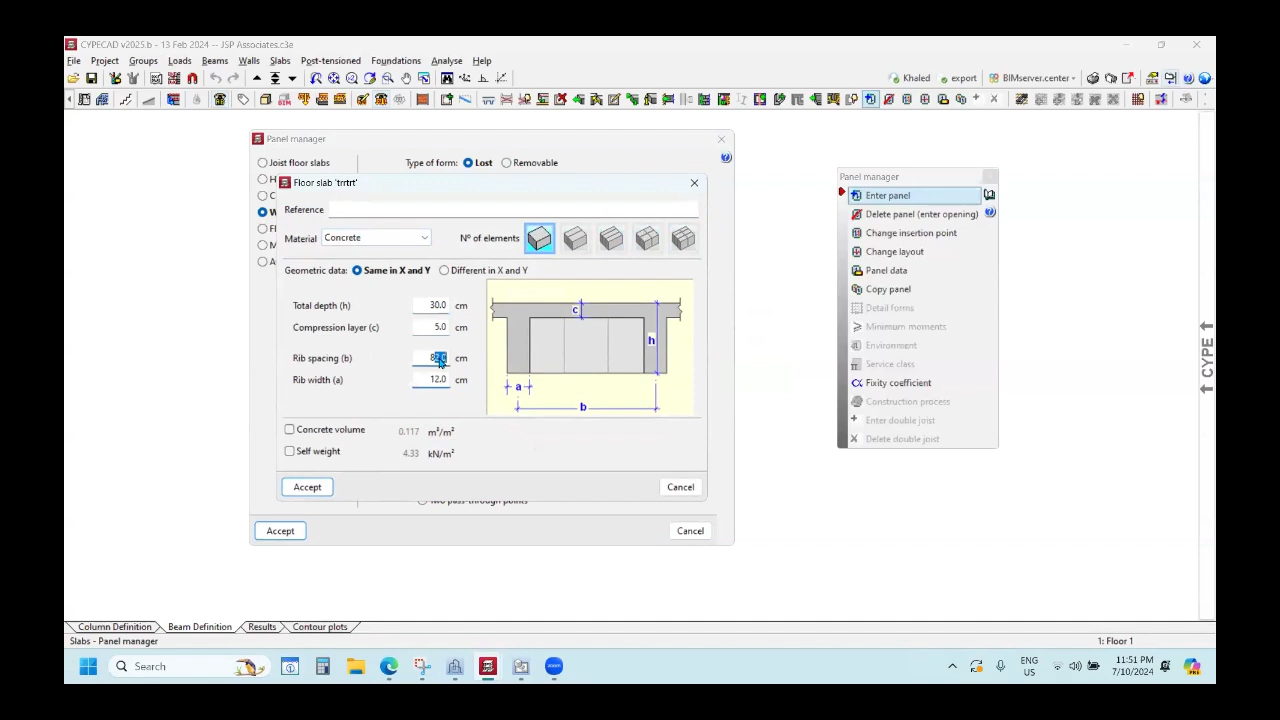 CYPECAD v2025.b - 13 Feb 2024 -- JSP Associates.c3e
File Project Groups Loads Beams Walls Slabs Post-tensioned Foundations Analyse Help
Khaled export BIMserver.center
Panel manager
Joist floor slabs Type of form: Lost Removable
Floor slab 'trrtrt'
Reference
Material Concrete Nº of elements
Geometric data: Same in X and Y Different in X and Y
Total depth (h) 30.0 cm
Compression layer (c) 5.0 cm
Rib spacing (b) cm
Rib width (a) 12.0 cm
c
h
a
b
Concrete volume 0.117 m³/m²
Self weight 4.33 kN/m²
Accept Cancel
Two pass-through points
Accept Cancel
Panel manager
Enter panel
Delete panel (enter opening)
Change insertion point
Change layout
Panel data
Copy panel
Detail forms
Minimum moments
Environment
Service class
Fixity coefficient
Construction process
Enter double joist
Delete double joist
CYPE
Column Definition Beam Definition Results Contour plots
Slabs - Panel manager 1: Floor 1
Search zoom PRE
ENG
US
11:51 PM
7/10/2024